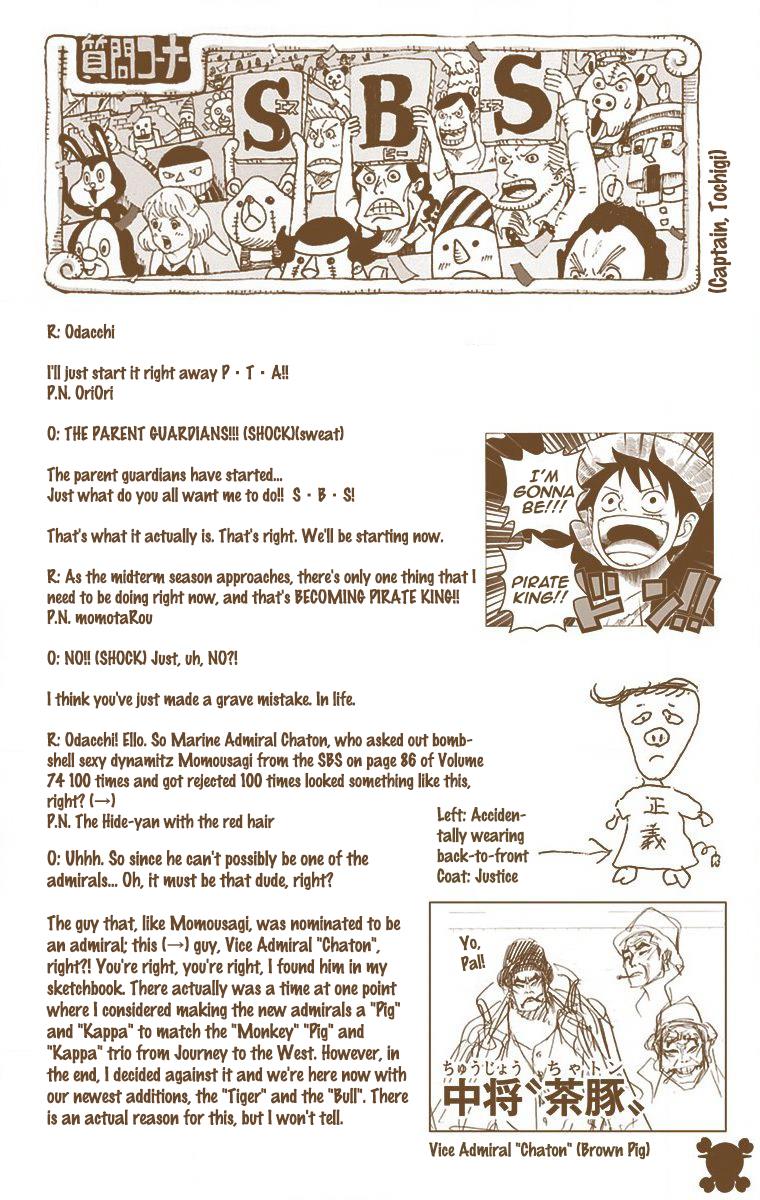 質問コーナー
S B S
エス ビー エス
(Captain, Tochigi)
R: Odacchi
I'll just start it right away P・T・A!!
P.N. OriOri
O: THE PARENT GUARDIANS!!! (SHOCK)(sweat)
The parent guardians have started...
Just what do you all want me to do!! S・B・S!
That's what it actually is. That's right. We'll be starting now.
R: As the midterm season approaches, there's only one thing that I
need to be doing right now, and that's BECOMING PIRATE KING!!
P.N. momotaRou
I'M
GONNA
BE!!!
PIRATE
KING!!
ドン!!
O: NO!! (SHOCK) Just, uh, NO?!
I think you've just made a grave mistake. In life.
R: Odacchi! Ello. So Marine Admiral Chaton, who asked out bomb-
shell sexy dynamitz Momousagi from the SBS on page 86 of Volume
74 100 times and got rejected 100 times looked something like this,
right? (→)
P.N. The Hide-yan with the red hair
正
義
Left: Acciden-
tally wearing
back-to-front
Coat: Justice
O: Uhhh. So since he can't possibly be one of the
admirals... Oh, it must be that dude, right?
The guy that, like Momousagi, was nominated to be
an admiral; this (→) guy, Vice Admiral "Chaton",
right?! You're right, you're right, I found him in my
sketchbook. There actually was a time at one point
where I considered making the new admirals a "Pig"
and "Kappa" to match the "Monkey" "Pig" and
"Kappa" trio from Journey to the West. However, in
the end, I decided against it and we're here now with
our newest additions, the "Tiger" and the "Bull". There
is an actual reason for this, but I won't tell.
Yo,
Pal!
ちゅうじょう ちゃトン
中将〝茶豚〟
Vice Admiral "Chaton" (Brown Pig)